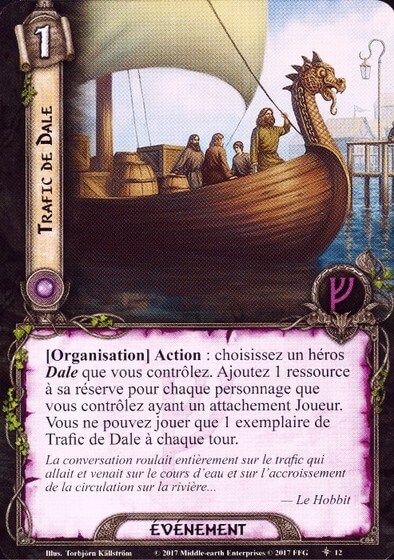 1
TRAFIC DE DALE
[Organisation] Action : choisissez un héros
Dale que vous contrôlez. Ajoutez 1 ressource
à sa réserve pour chaque personnage que
vous contrôlez ayant un attachement Joueur.
Vous ne pouvez jouer que 1 exemplaire de
Trafic de Dale à chaque tour.
La conversation roulait entièrement sur le trafic qui
allait et venait sur le cours d'eau et sur l'accroissement
de la circulation sur la rivière...
— Le Hobbit
ÉVÉNEMENT
Illus. Torbjörn Källström © 2017 Middle-earth Enterprises © 2017 FFG 12